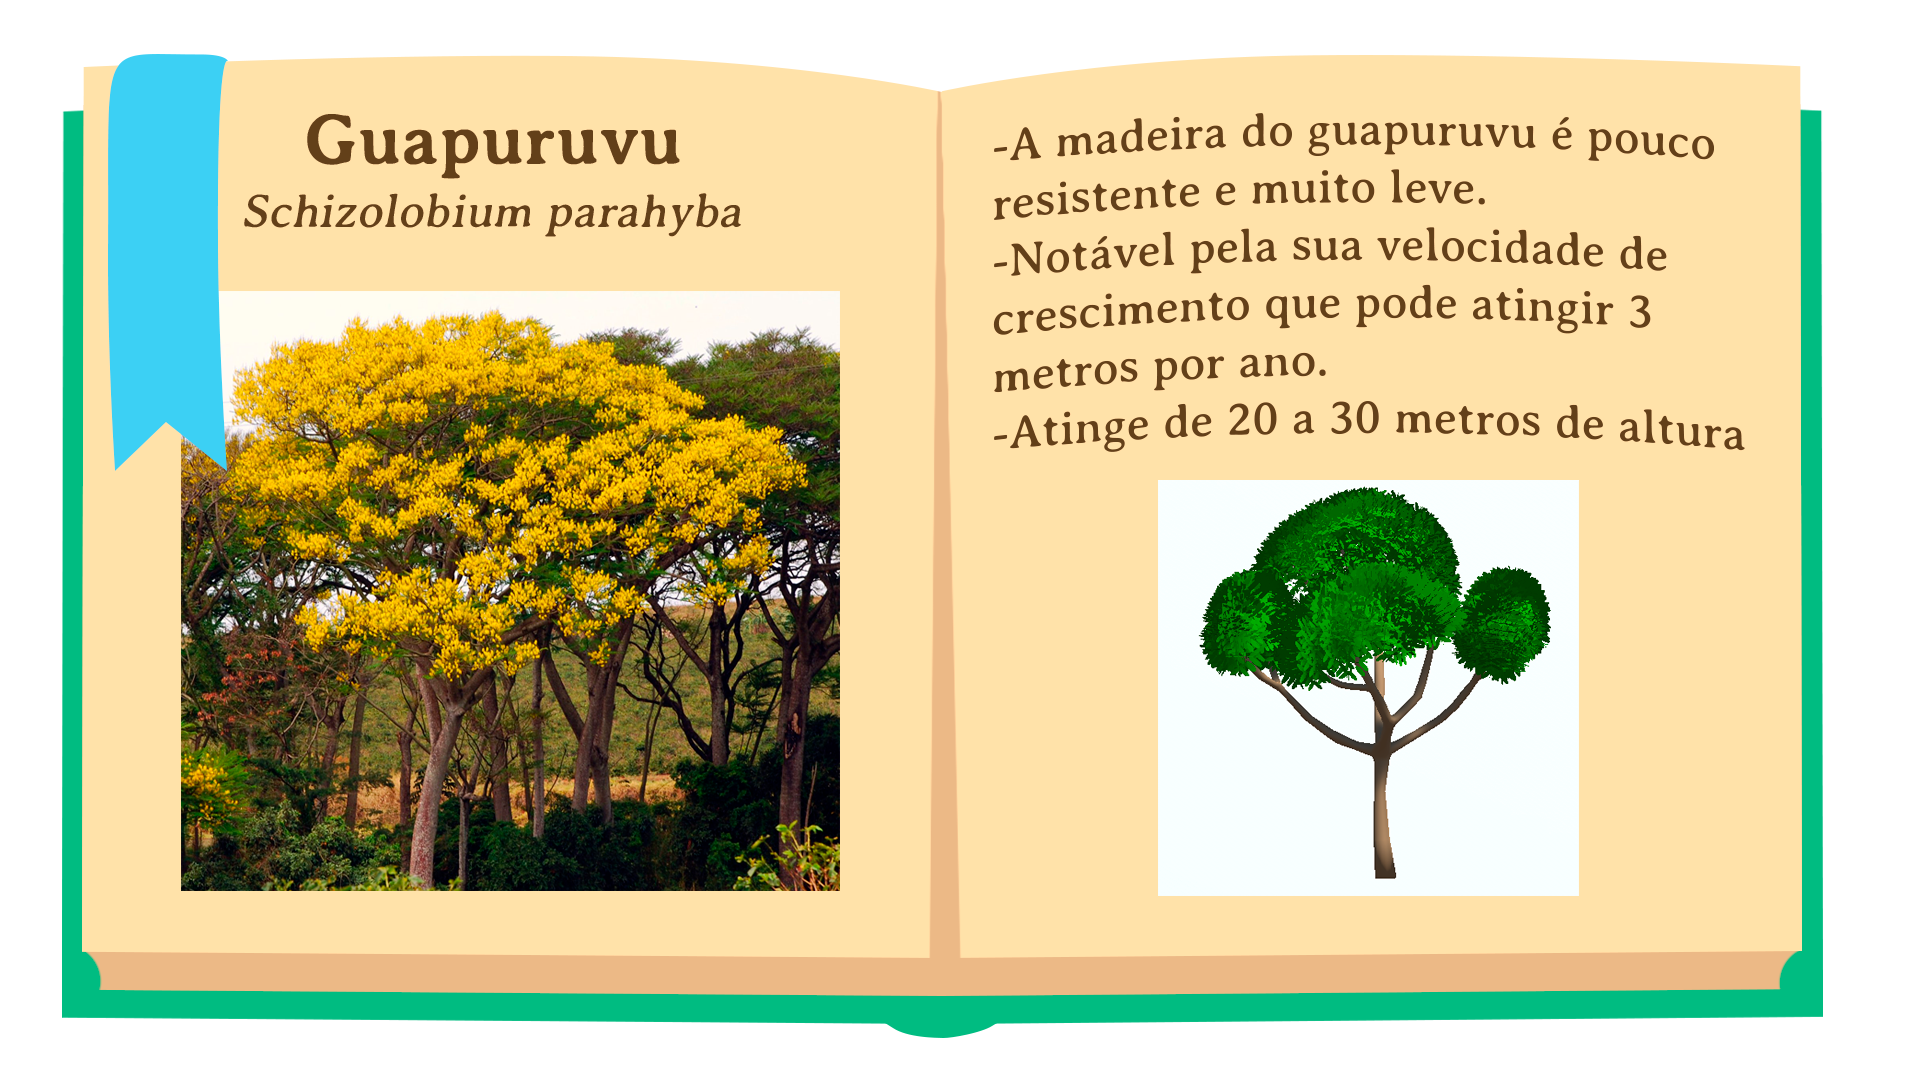 Guapuruvu
Schizolobium parahyba
-A madeira do guapuruvu é pouco
resistente e muito leve.
-Notável pela sua velocidade de
crescimento que pode atingir 3
metros por ano.
-Atinge de 20 a 30 metros de altura